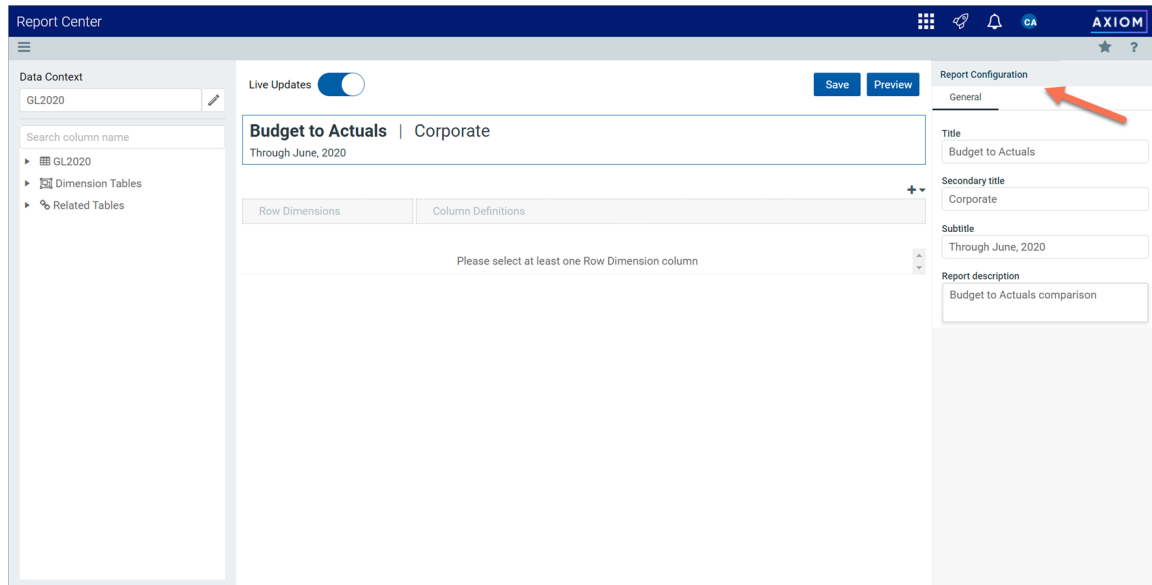 Report Center
CA
AXIOM
?
Data Context
GL2020
Search column name
GL2020
Dimension Tables
Related Tables
Live Updates
Save
Preview
Budget to Actuals | Corporate
Through June, 2020
Row Dimensions
Column Definitions
Please select at least one Row Dimension column
Report Configuration
General
Title
Budget to Actuals
Secondary title
Corporate
Subtitle
Through June, 2020
Report description
Budget to Actuals comparison